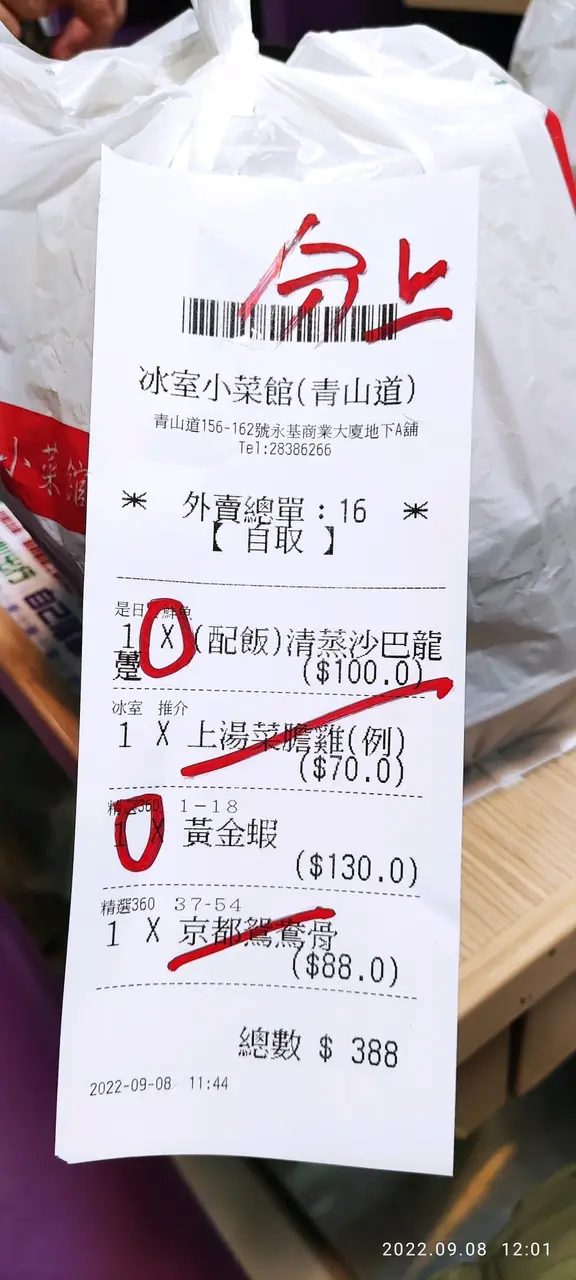 分上
冰室小菜館(青山道)
青山道156-162號永基商業大廈地下A舖
Tel:28386266
* 外賣總單:16 *
【 自取 】
是日 鮮魚
1 X (配飯)清蒸沙巴龍
躉
($100.0)
冰室 推介
1 X 上湯菜膽雞(例)
($70.0)
精選360 1-18
1 X 黃金蝦
($130.0)
精選360 37-54
1 X 京都鴛鴦骨
($88.0)
總數 $ 388
2022-09-08 11:44
小菜館
2022.09.08 12:01